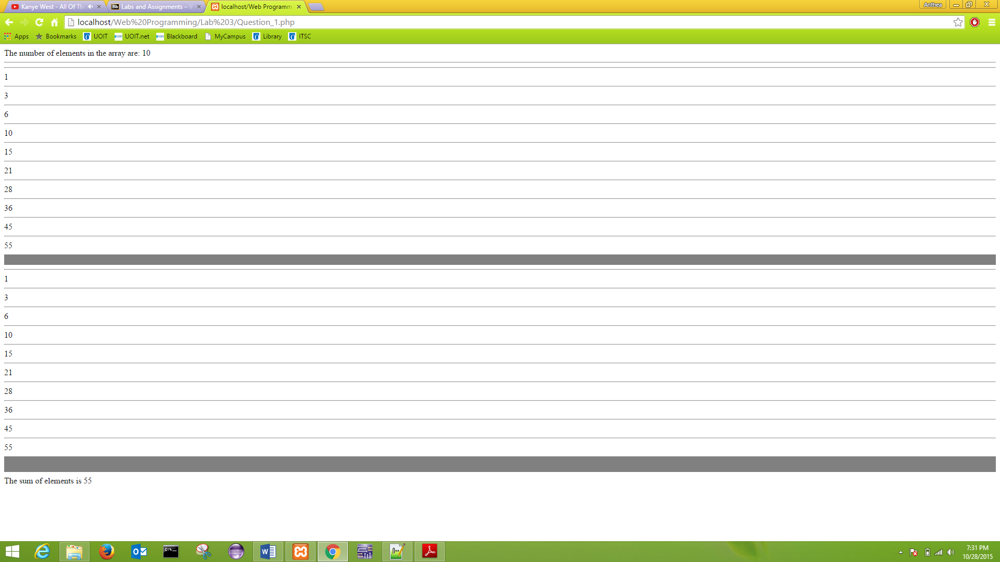 Kanye West - All Of Th
Labs and Assignments – W
localhost/Web Programm
Anthea
localhost/Web%20Programming/Lab%203/Question_1.php
Apps Bookmarks UOIT UOIT.net Blackboard MyCampus Library ITSC
The number of elements in the array are: 10
1
3
6
10
15
21
28
36
45
55
1
3
6
10
15
21
28
36
45
55
The sum of elements is 55
7:31 PM
10/28/2015